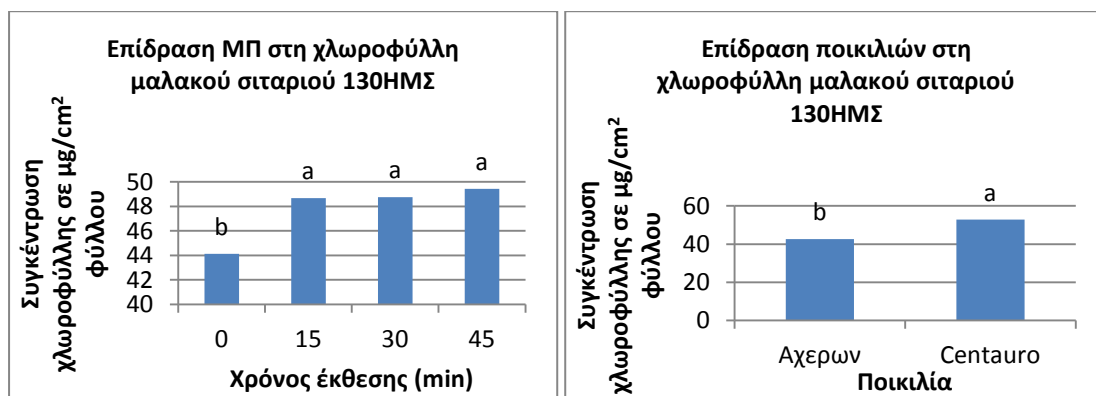 Επίδραση ΜΠ στη χλωροφύλλη
μαλακού σιταριού 130ΗΜΣ
Συγκέντρωση
χλωροφύλλης σε μg/cm²
φύλλου
50
48
46
44
42
40
b
a
a
a
0 15 30 45
Χρόνος έκθεσης (min)
Επίδραση ποικιλιών στη
χλωροφύλλη μαλακού σιταριού
130ΗΜΣ
Συγκέντρωση
χλωροφύλλης σε μg/cm²
φύλλου
60
40
20
0
b
a
Αχερων Centauro
Ποικιλία